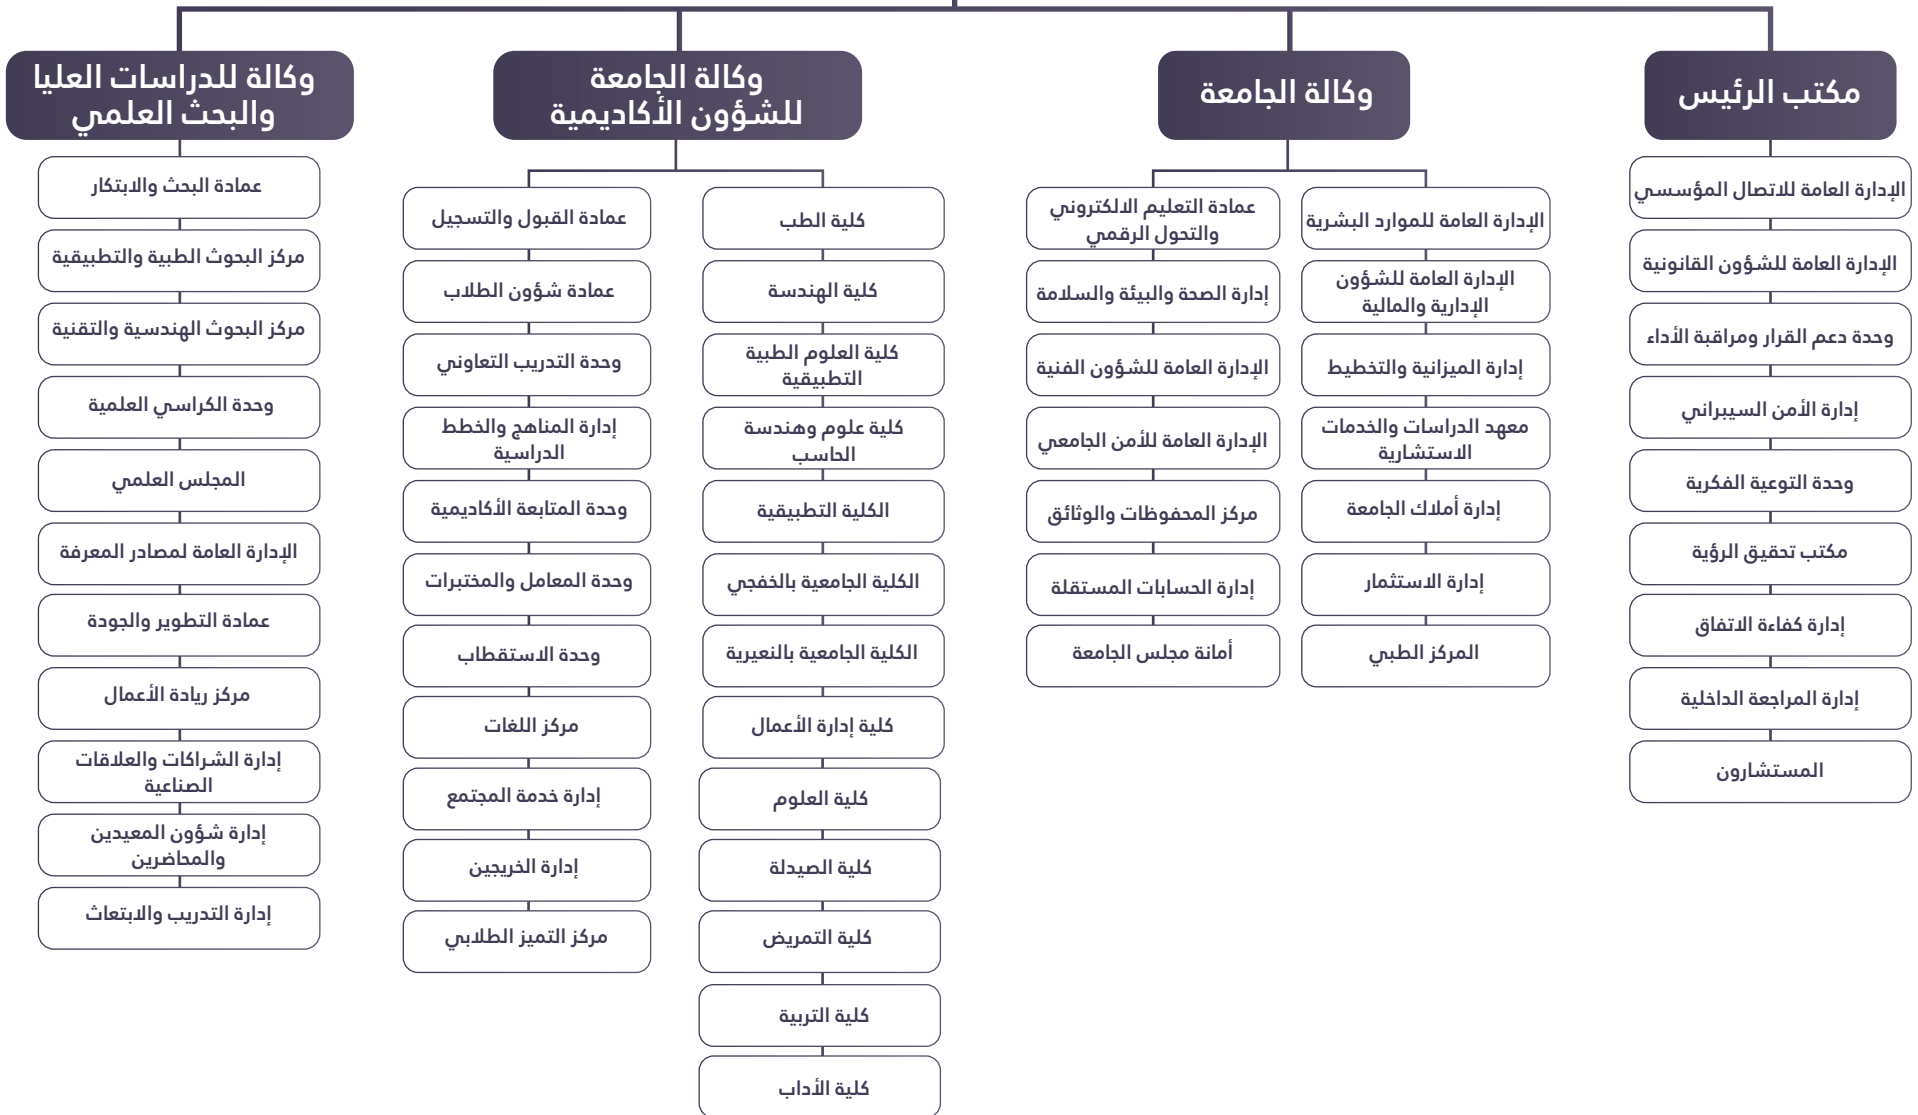 مكتب الرئيس
الإدارة العامة للاتصال المؤسسي
الإدارة العامة للشؤون القانونية
وحدة دعم القرار ومراقبة الأداء
إدارة الأمن السيبراني
وحدة التوعية الفكرية
مكتب تحقيق الرؤية
إدارة كفاءة الاتفاق
إدارة المراجعة الداخلية
المستشارون
وكالة الجامعة
الإدارة العامة للموارد البشرية
الإدارة العامة للشؤون
الإدارية والمالية
إدارة الميزانية والتخطيط
معهد الدراسات والخدمات
الاستشارية
إدارة أملاك الجامعة
إدارة الاستثمار
المركز الطبي
عمادة التعليم الالكتروني
والتحول الرقمي
إدارة الصحة والبيئة والسلامة
الإدارة العامة للشؤون الفنية
الإدارة العامة للأمن الجامعي
مركز المحفوظات والوثائق
إدارة الحسابات المستقلة
أمانة مجلس الجامعة
وكالة الجامعة
للشؤون الأكاديمية
كلية الطب
كلية الهندسة
كلية العلوم الطبية
التطبيقية
كلية علوم وهندسة
الحاسب
الكلية التطبيقية
الكلية الجامعية بالخفجي
الكلية الجامعية بالنعيرية
كلية إدارة الأعمال
كلية العلوم
كلية الصيدلة
كلية التمريض
كلية التربية
كلية الأداب
عمادة القبول والتسجيل
عمادة شؤون الطلاب
وحدة التدريب التعاوني
إدارة المناهج والخطط
الدراسية
وحدة المتابعة الأكاديمية
وحدة المعامل والمختبرات
وحدة الاستقطاب
مركز اللغات
إدارة خدمة المجتمع
إدارة الخريجين
مركز التميز الطلابي
وكالة للدراسات العليا
والبحث العلمي
عمادة البحث والابتكار
مركز البحوث الطبية والتطبيقية
مركز البحوث الهندسية والتقنية
وحدة الكراسي العلمية
المجلس العلمي
الإدارة العامة لمصادر المعرفة
عمادة التطوير والجودة
مركز ريادة الأعمال
إدارة الشراكات والعلاقات
الصناعية
إدارة شؤون المعيدين
والمحاضرين
إدارة التدريب والابتعاث